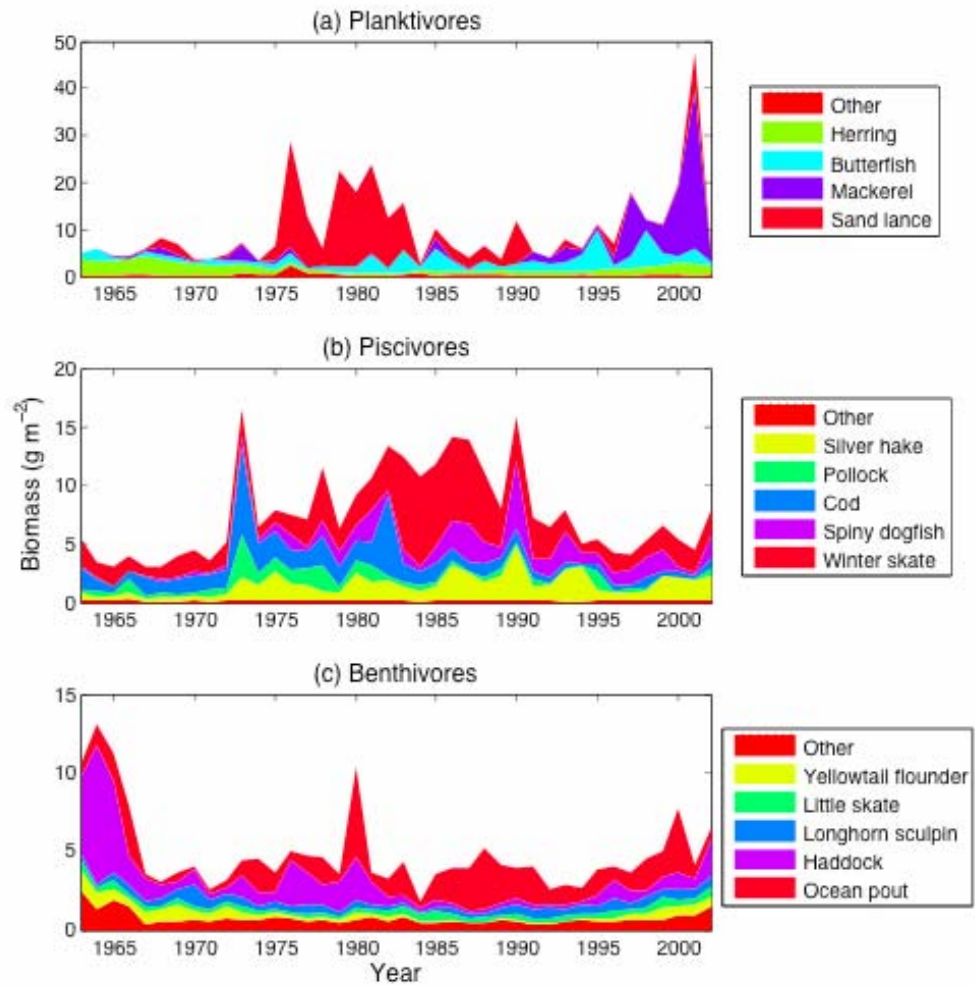 (a) Planktivores
50
40
30
20
10
0
1965 1970 1975 1980 1985 1990 1995 2000
Other
Herring
Butterfish
Mackerel
Sand lance
(b) Piscivores
Biomass (g m⁻²)
20
15
10
5
0
1965 1970 1975 1980 1985 1990 1995 2000
Other
Silver hake
Pollock
Cod
Spiny dogfish
Winter skate
(c) Benthivores
15
10
5
0
1965 1970 1975 1980 1985 1990 1995 2000
Year
Other
Yellowtail flounder
Little skate
Longhorn sculpin
Haddock
Ocean pout